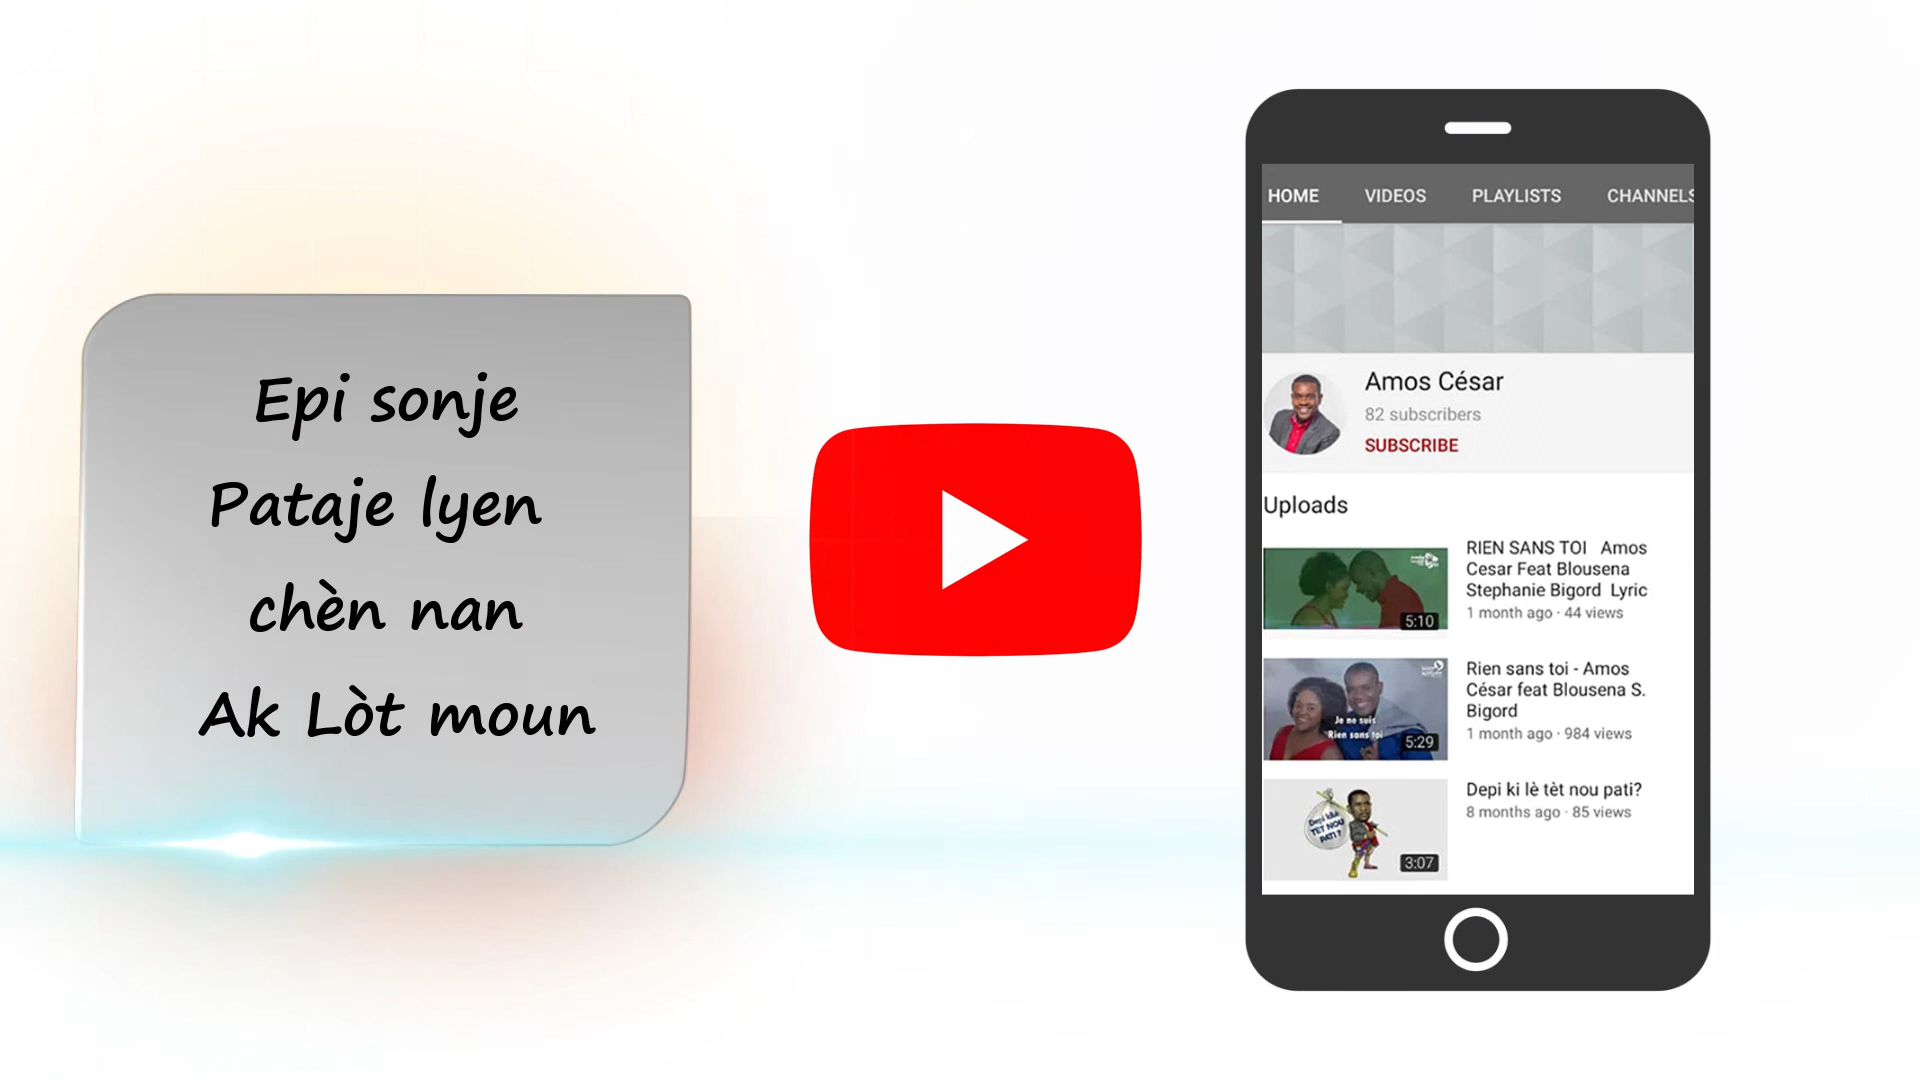 Epi sonje
Pataje lyen
chèn nan
Ak Lòt moun
HOME VIDEOS PLAYLISTS CHANNELS
Amos César
82 subscribers
SUBSCRIBE
Uploads
RIEN SANS TOI Amos
Cesar Feat Blousena
Stephanie Bigord Lyric
1 month ago · 44 views
5:10
Rien sans toi - Amos
César feat Blousena S.
Bigord
1 month ago · 984 views
Je ne suis
Rien sans toi
5:29
Depi ki lè tèt nou pati?
8 months ago · 85 views
TET NOU
PATI ?
3:07